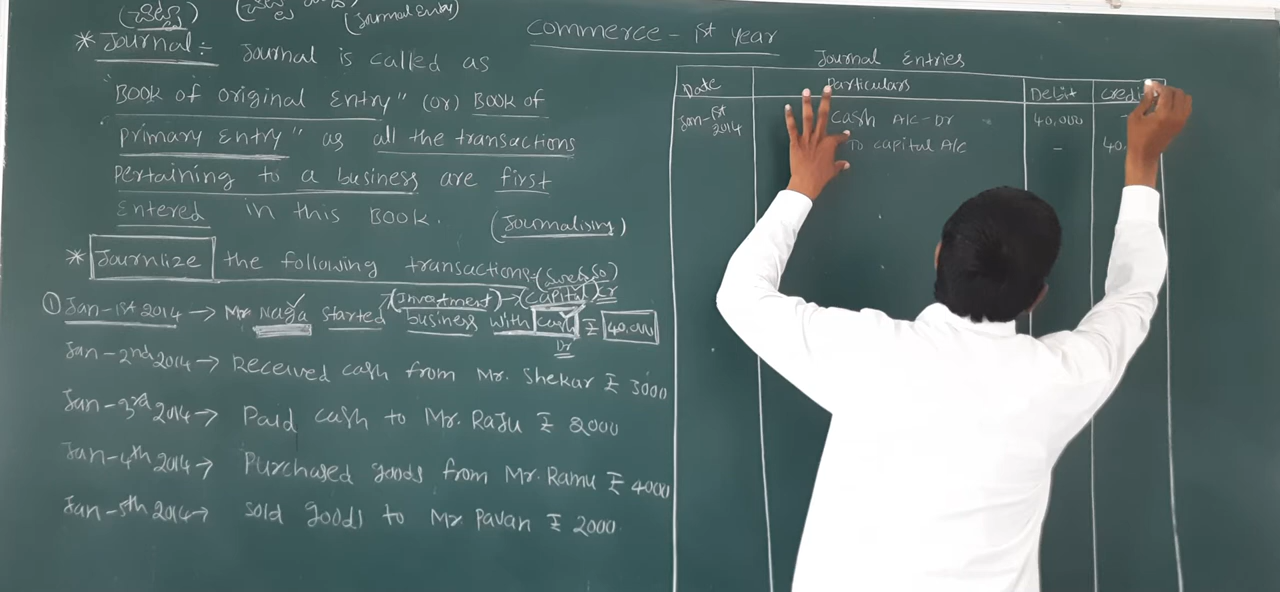 (Journal Entry)
commerce - 1st year
* Journal:- Journal is called as
"BOOK of original Entry" (or) BOOK of
primary Entry" as all the transactions
pertaining to a business are first
Entered in this BOOK.
(Journalising)
* Journlize the following transactions:-
(Investment) → (capital) Cr
① Jan-1st 2014 → Mr Naga started business with cash ₹ 40,000
Dr
Jan-2nd 2014 → Received cash from Mr. Shekar ₹ 3000
Jan-3rd 2014 → Paid cash to Mr. Raju ₹ 2000
Jan-4th 2014 → Purchased goods from Mr. Ramu ₹ 4000
Jan-5th 2014 → sold goods to Mr Pavan ₹ 2000
Journal Entries
Date Particulars Debit Credi
Jan-1st 2014 cash A/c-Dr 40,000 -
To capital A/c - 40,